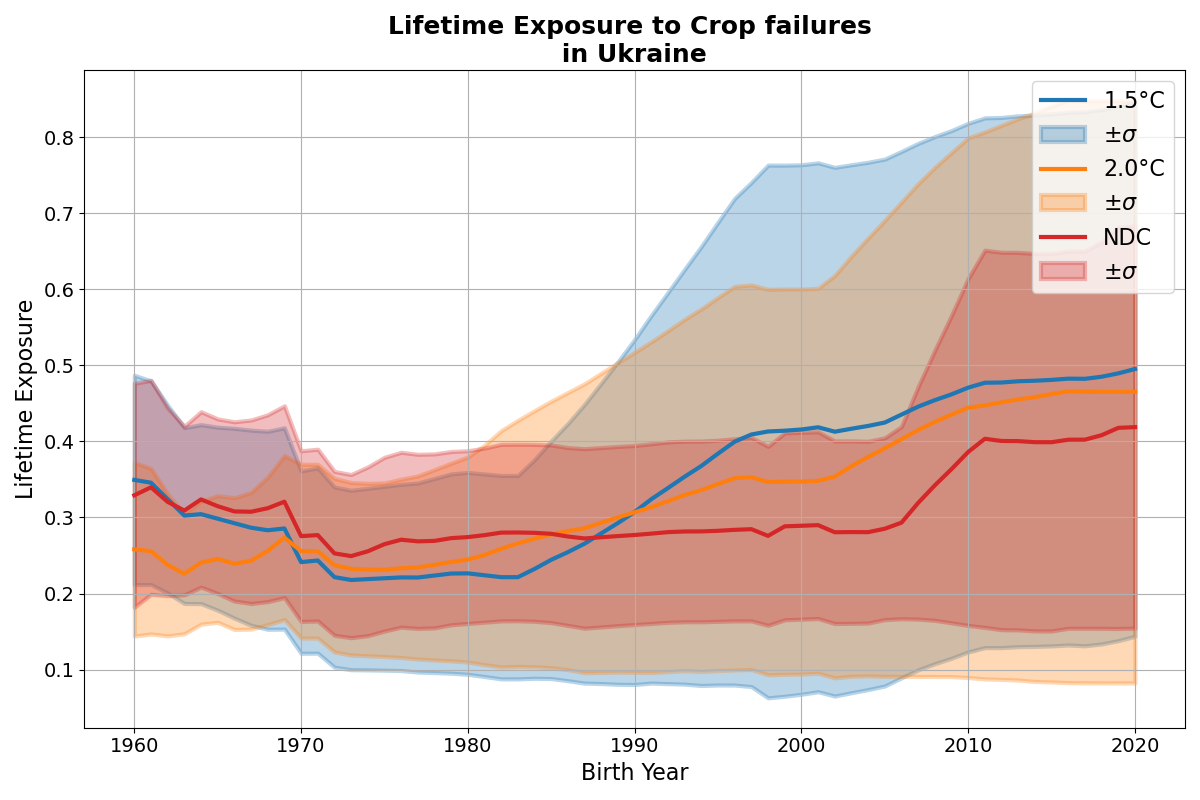 Lifetime Exposure to Crop failures
in Ukraine
Lifetime Exposure
0.8
0.7
0.6
0.5
0.4
0.3
0.2
0.1
1.5°C
±σ
2.0°C
±σ
NDC
±σ
1960 1970 1980 1990 2000 2010 2020
Birth Year